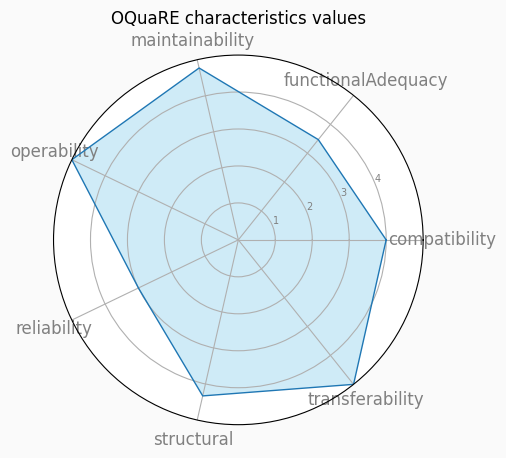 OQuaRE characteristics values
maintainability
functionalAdequacy
operability
4
3
2
1
compatibility
reliability
transferability
structural